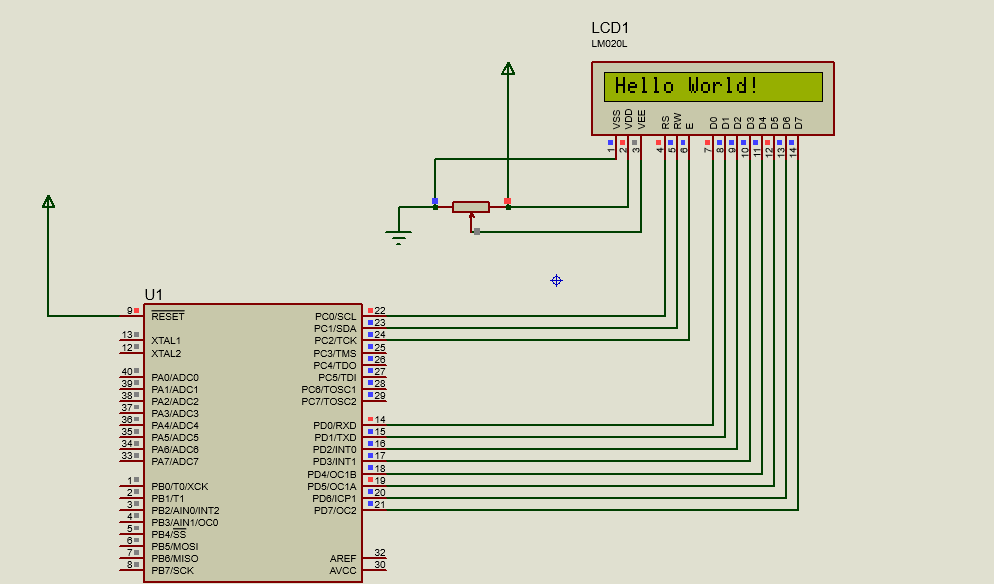 LCD1
LM020L
Hello World!
VSS VDD VEE RS RW E D0 D1 D2 D3 D4 D5 D6 D7
1 2 3 4 5 6 7 8 9 10 11 12 13 14
U1
9 RESET PC0/SCL 22
PC1/SDA 23
13 XTAL1 PC2/TCK 24
12 XTAL2 PC3/TMS 25
PC4/TDO 26
40 PA0/ADC0 PC5/TDI 27
39 PA1/ADC1 PC6/TOSC1 28
38 PA2/ADC2 PC7/TOSC2 29
37 PA3/ADC3
36 PA4/ADC4 PD0/RXD 14
35 PA5/ADC5 PD1/TXD 15
34 PA6/ADC6 PD2/INT0 16
33 PA7/ADC7 PD3/INT1 17
PD4/OC1B 18
1 PB0/T0/XCK PD5/OC1A 19
2 PB1/T1 PD6/ICP1 20
3 PB2/AIN0/INT2 PD7/OC2 21
4 PB3/AIN1/OC0
5 PB4/SS
6 PB5/MOSI
7 PB6/MISO AREF 32
8 PB7/SCK AVCC 30